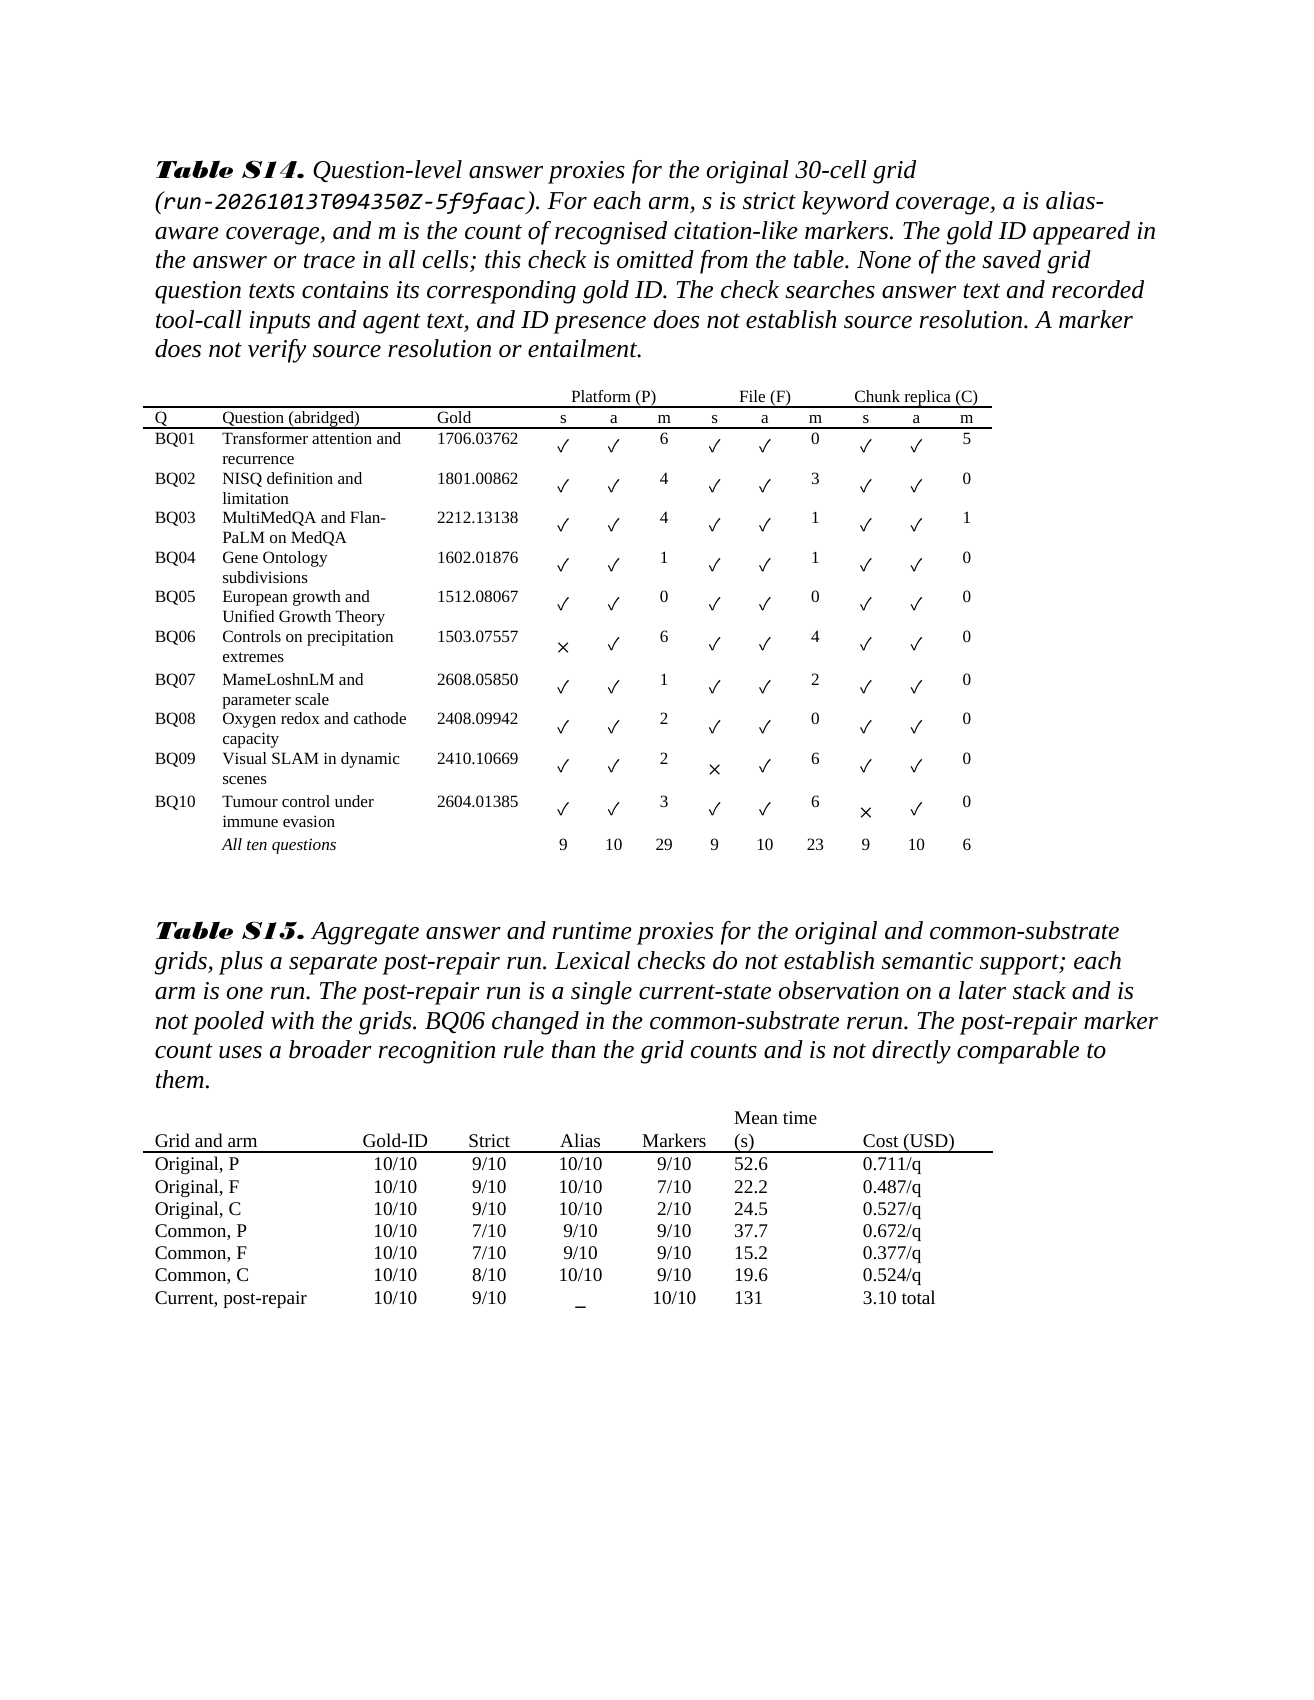 Table S14. Question-level answer proxies for the original 30-cell grid
(run-20261013T094350Z-5f9faac). For each arm, s is strict keyword coverage, a is alias-
aware coverage, and m is the count of recognised citation-like markers. The gold ID appeared in
the answer or trace in all cells; this check is omitted from the table. None of the saved grid
question texts contains its corresponding gold ID. The check searches answer text and recorded
tool-call inputs and agent text, and ID presence does not establish source resolution. A marker
does not verify source resolution or entailment.
Platform (P) File (F) Chunk replica (C)
Q Question (abridged) Gold s a m s a m s a m
BQ01 Transformer attention and 1706.03762 ✓ ✓ 6 ✓ ✓ 0 ✓ ✓ 5
recurrence
BQ02 NISQ definition and 1801.00862 ✓ ✓ 4 ✓ ✓ 3 ✓ ✓ 0
limitation
BQ03 MultiMedQA and Flan- 2212.13138 ✓ ✓ 4 ✓ ✓ 1 ✓ ✓ 1
PaLM on MedQA
BQ04 Gene Ontology 1602.01876 ✓ ✓ 1 ✓ ✓ 1 ✓ ✓ 0
subdivisions
BQ05 European growth and 1512.08067 ✓ ✓ 0 ✓ ✓ 0 ✓ ✓ 0
Unified Growth Theory
BQ06 Controls on precipitation 1503.07557 × ✓ 6 ✓ ✓ 4 ✓ ✓ 0
extremes
BQ07 MameLoshnLM and 2608.05850 ✓ ✓ 1 ✓ ✓ 2 ✓ ✓ 0
parameter scale
BQ08 Oxygen redox and cathode 2408.09942 ✓ ✓ 2 ✓ ✓ 0 ✓ ✓ 0
capacity
BQ09 Visual SLAM in dynamic 2410.10669 ✓ ✓ 2 × ✓ 6 ✓ ✓ 0
scenes
BQ10 Tumour control under 2604.01385 ✓ ✓ 3 ✓ ✓ 6 × ✓ 0
immune evasion
All ten questions 9 10 29 9 10 23 9 10 6
Table S15. Aggregate answer and runtime proxies for the original and common-substrate
grids, plus a separate post-repair run. Lexical checks do not establish semantic support; each
arm is one run. The post-repair run is a single current-state observation on a later stack and is
not pooled with the grids. BQ06 changed in the common-substrate rerun. The post-repair marker
count uses a broader recognition rule than the grid counts and is not directly comparable to
them.
Mean time
Grid and arm Gold-ID Strict Alias Markers (s) Cost (USD)
Original, P 10/10 9/10 10/10 9/10 52.6 0.711/q
Original, F 10/10 9/10 10/10 7/10 22.2 0.487/q
Original, C 10/10 9/10 10/10 2/10 24.5 0.527/q
Common, P 10/10 7/10 9/10 9/10 37.7 0.672/q
Common, F 10/10 7/10 9/10 9/10 15.2 0.377/q
Common, C 10/10 8/10 10/10 9/10 19.6 0.524/q
Current, post-repair 10/10 9/10 – 10/10 131 3.10 total